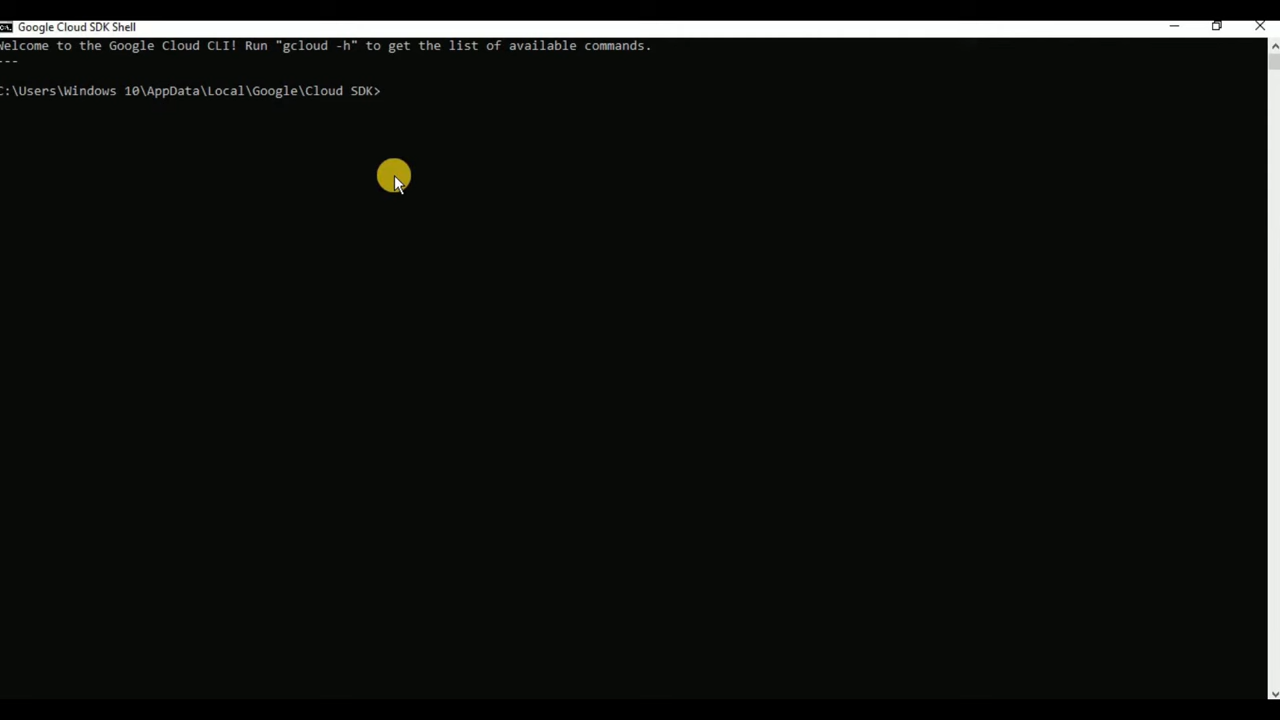 Google Cloud SDK Shell
Welcome to the Google Cloud CLI! Run "gcloud -h" to get the list of available commands.
---
C:\Users\Windows 10\AppData\Local\Google\Cloud SDK>